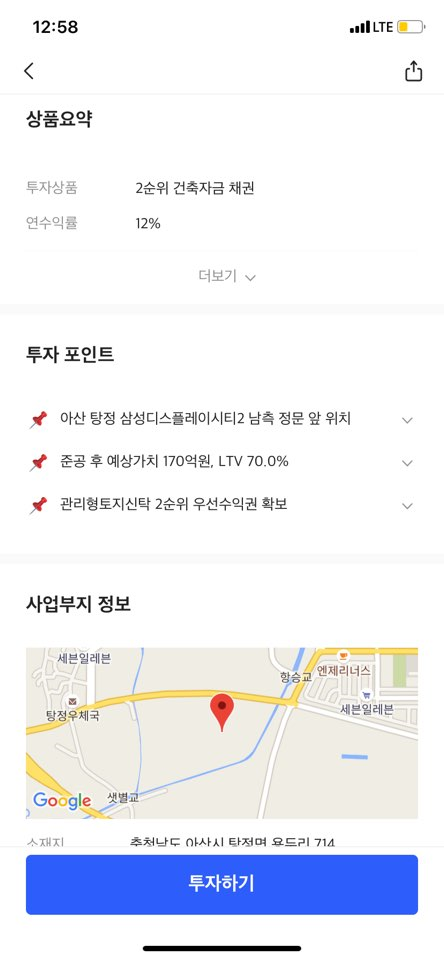 12:58
LTE
상품요약
투자상품 2순위 건축자금 채권
연수익률 12%
더보기
투자 포인트
아산 탕정 삼성디스플레이시티2 남측 정문 앞 위치
준공 후 예상가치 170억원, LTV 70.0%
관리형토지신탁 2순위 우선수익권 확보
사업부지 정보
세븐일레븐
항승교
엔제리너스
탕정우체국
세븐일레븐
Google
샛별교
소재지 충청남도 아산시 탕정면 용두리 714
투자하기